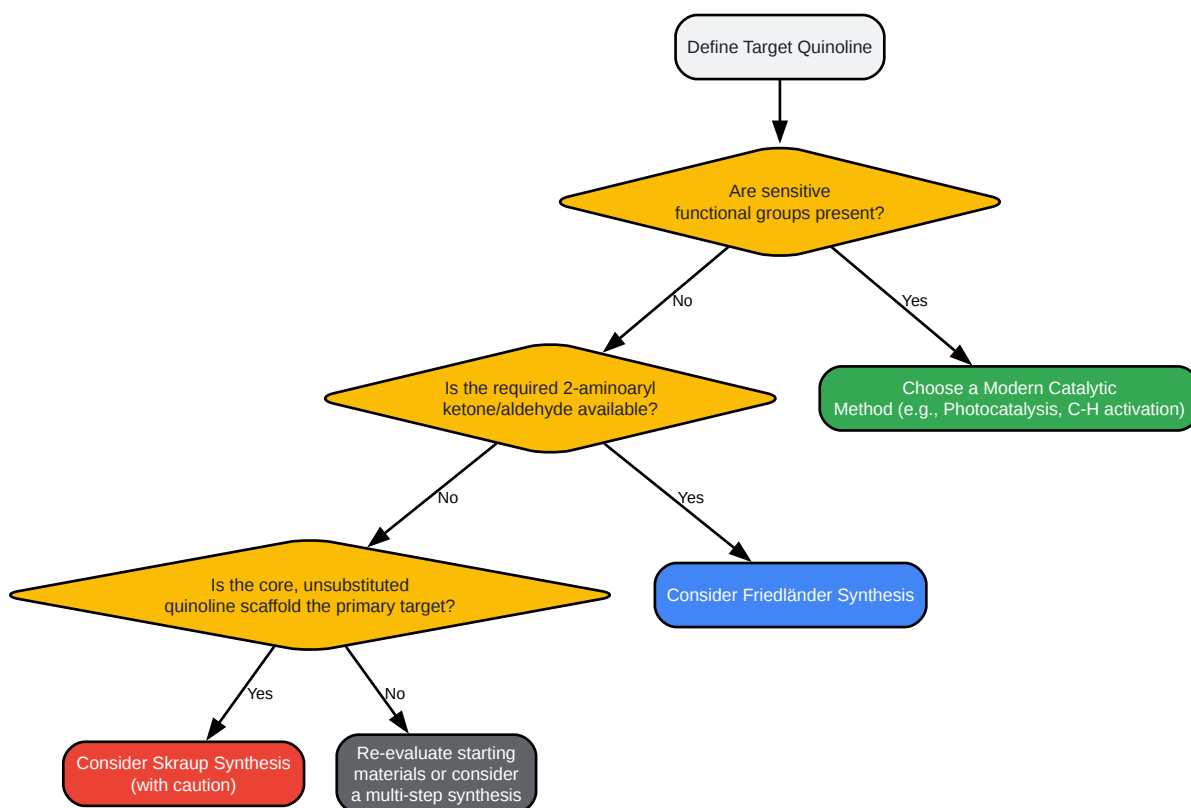 Define Target Quinoline
Are sensitive
functional groups present?
No
Yes
Is the required 2-aminoaryl
ketone/aldehyde available?
Choose a Modern Catalytic
Method (e.g., Photocatalysis, C-H activation)
No
Yes
Is the core, unsubstituted
quinoline scaffold the primary target?
Consider Friedländer Synthesis
Yes
No
Consider Skraup Synthesis
(with caution)
Re-evaluate starting
materials or consider
a multi-step synthesis